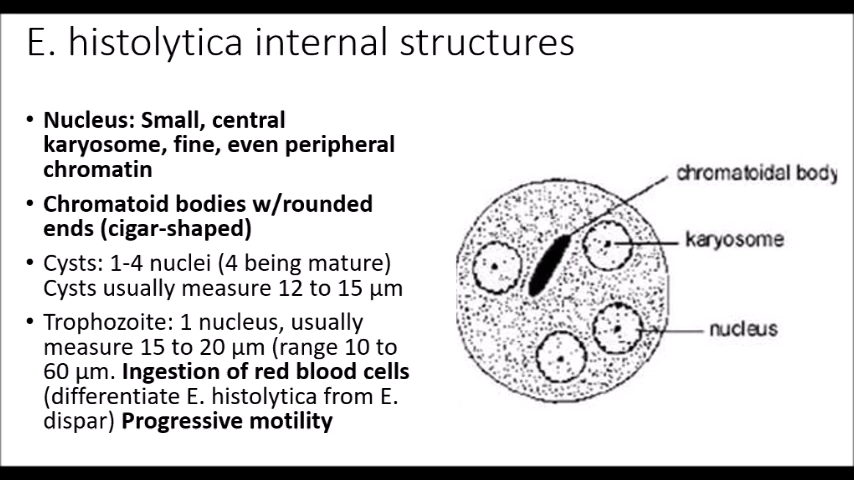 E. histolytica internal structures
• Nucleus: Small, central
karyosome, fine, even peripheral
chromatin
• Chromatoid bodies w/rounded
ends (cigar-shaped)
• Cysts: 1-4 nuclei (4 being mature)
Cysts usually measure 12 to 15 µm
• Trophozoite: 1 nucleus, usually
measure 15 to 20 µm (range 10 to
60 µm. Ingestion of red blood cells
(differentiate E. histolytica from E.
dispar) Progressive motility
chromatoidal body
karyosome
nucleus